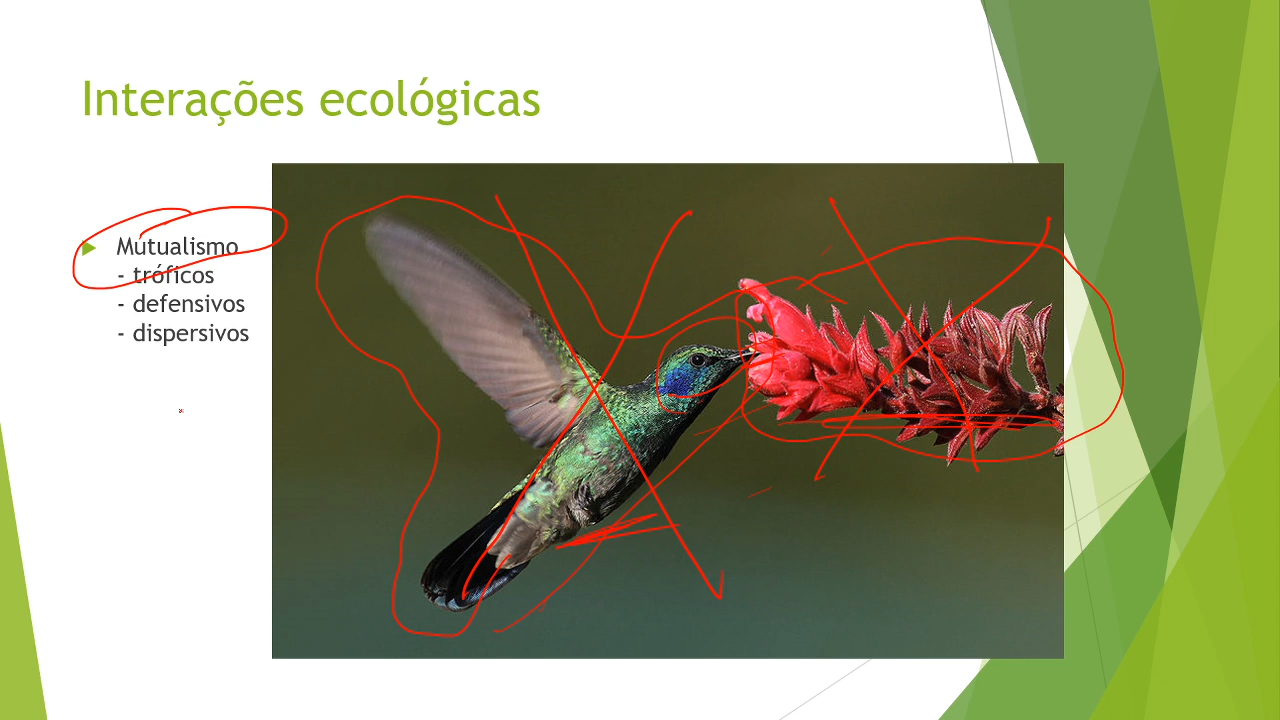 Interações ecológicas
Mutualismo
- tróficos
- defensivos
- dispersivos